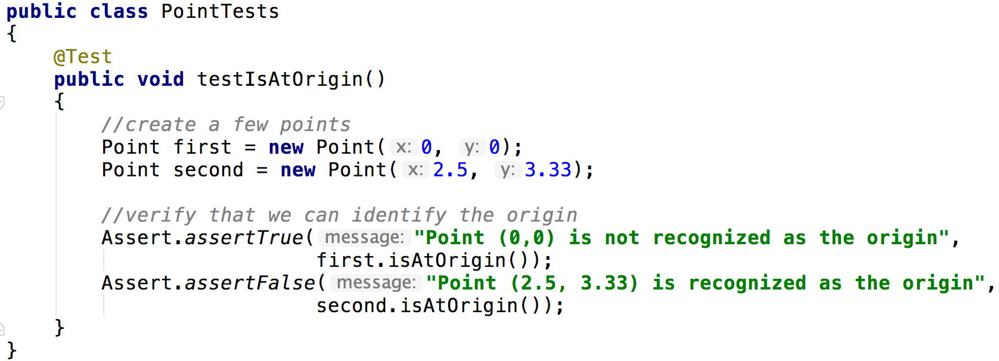 public class PointTests
{
@Test
public void testIsAtOrigin()
{
//create a few points
Point first = new Point( x: 0, y: 0);
Point second = new Point( x: 2.5, y: 3.33);
//verify that we can identify the origin
Assert.assertTrue( message: "Point (0,0) is not recognized as the origin",
first.isAtOrigin());
Assert.assertFalse( message: "Point (2.5, 3.33) is recognized as the origin",
second.isAtOrigin());
}
}